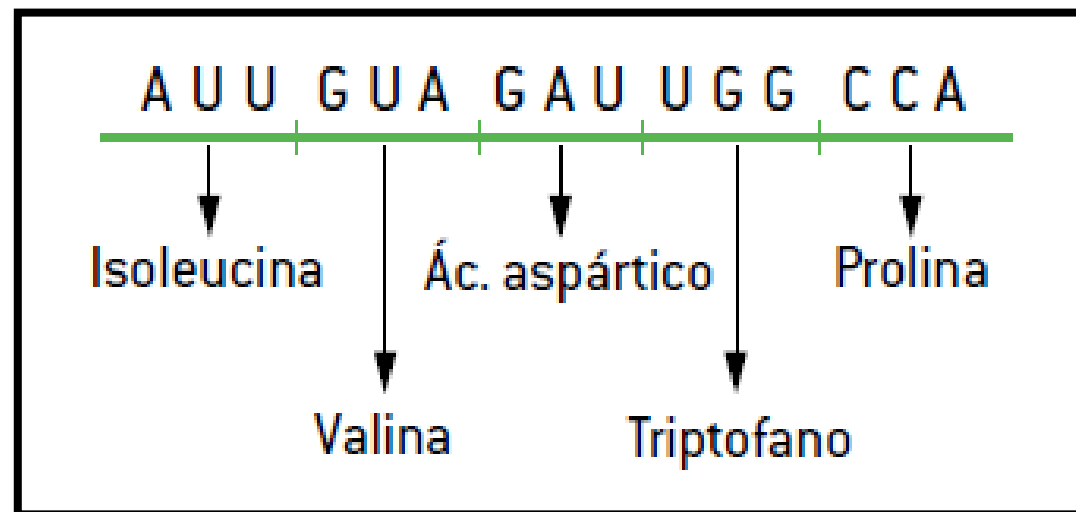 A U U G U A G A U U G G C C A
Isoleucina Ác. aspártico Prolina
Valina Triptofano